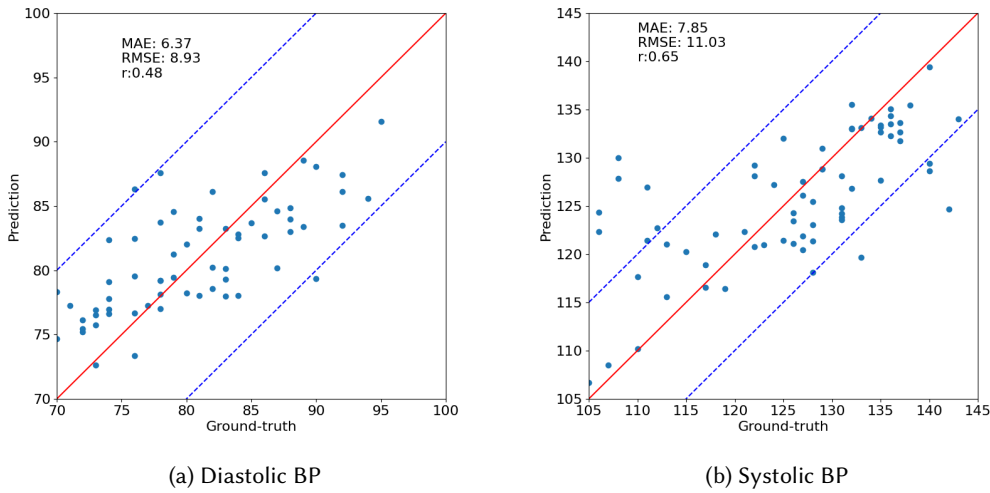 MAE: 6.37
RMSE: 8.93
r:0.48
100
95
90
85
80
75
70
Prediction
70 75 80 85 90 95 100
Ground-truth
(a) Diastolic BP
MAE: 7.85
RMSE: 11.03
r:0.65
145
140
135
130
125
120
115
110
105
Prediction
105 110 115 120 125 130 135 140 145
Ground-truth
(b) Systolic BP